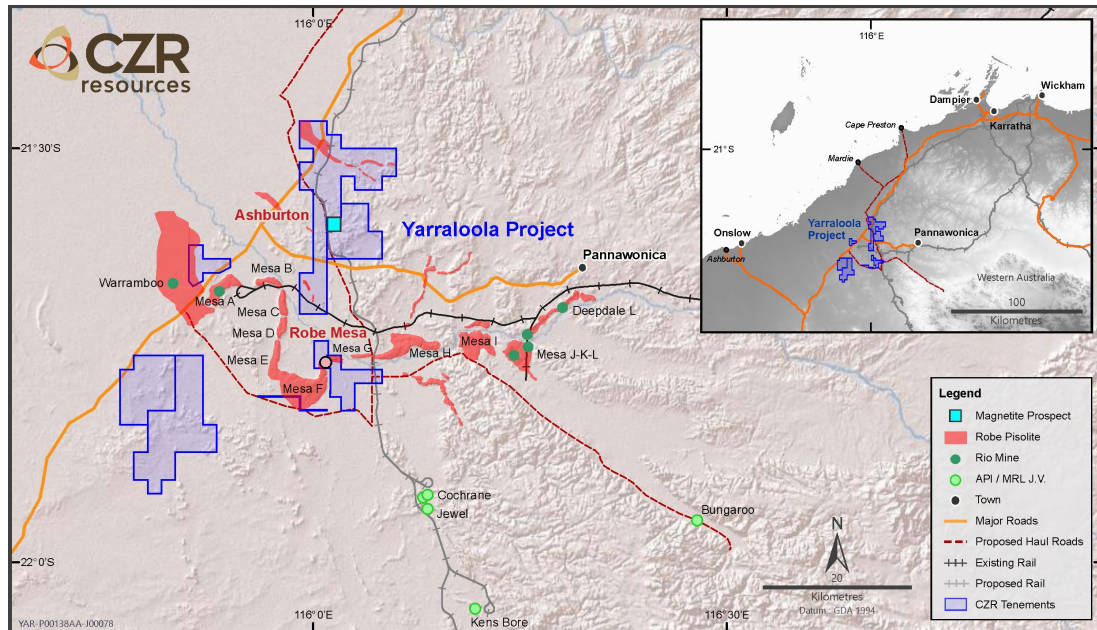 CZR
resources
116°0'E
21°30'S
Ashburton
Yarraloola Project
Pannawonica
Warramboo
Mesa A
Mesa B
Mesa C
Mesa D
Mesa E
Mesa F
Robe Mesa
Mesa G
Mesa H
Mesa I
Mesa J-K-L
Deepdale L
Cochrane
Jewel
Bungaroo
Kens Bore
22°0'S
116°0'E
116°30'E
N
20
Kilometres
Datum : GDA 1994
YAR-P00138AA-J00078
116°E
21°S
Dampier
Wickham
Karratha
Cape Preston
Mardie
Onslow
Ashburton
Yarraloola
Project
Pannawonica
Western Australia
100
Kilometres
Legend
Magnetite Prospect
Robe Pisolite
Rio Mine
API / MRL J.V.
Town
Major Roads
Proposed Haul Roads
Existing Rail
Proposed Rail
CZR Tenements